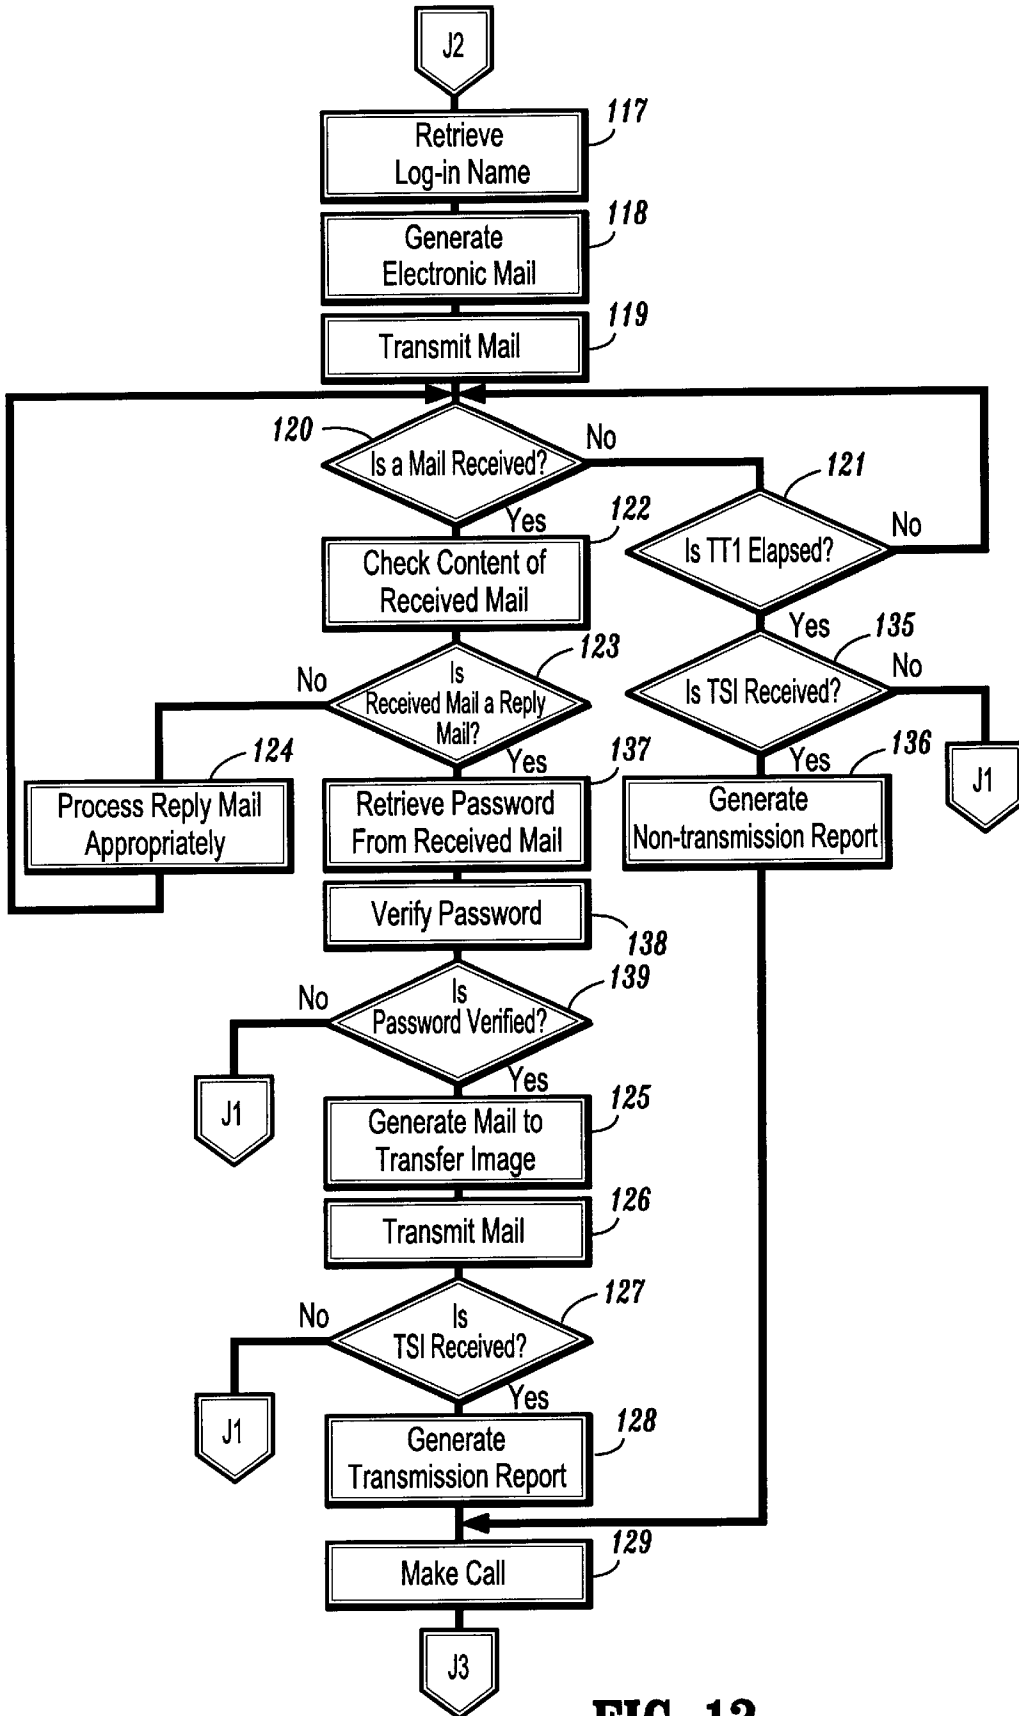 J2
117
Retrieve
Log-in Name
118
Generate
Electronic Mail
119
Transmit Mail
120
Is a Mail Received?
No
Yes
121
Is TT1 Elapsed?
No
Yes
122
Check Content of
Received Mail
123
Is
Received Mail a Reply
Mail?
No
Yes
135
Is TSI Received?
No
Yes
J1
124
Process Reply Mail
Appropriately
137
Retrieve Password
From Received Mail
136
Generate
Non-transmission Report
Verify Password
138
139
Is
Password Verified?
No
Yes
J1
125
Generate Mail to
Transfer Image
126
Transmit Mail
127
Is
TSI Received?
No
Yes
J1
128
Generate
Transmission Report
129
Make Call
J3